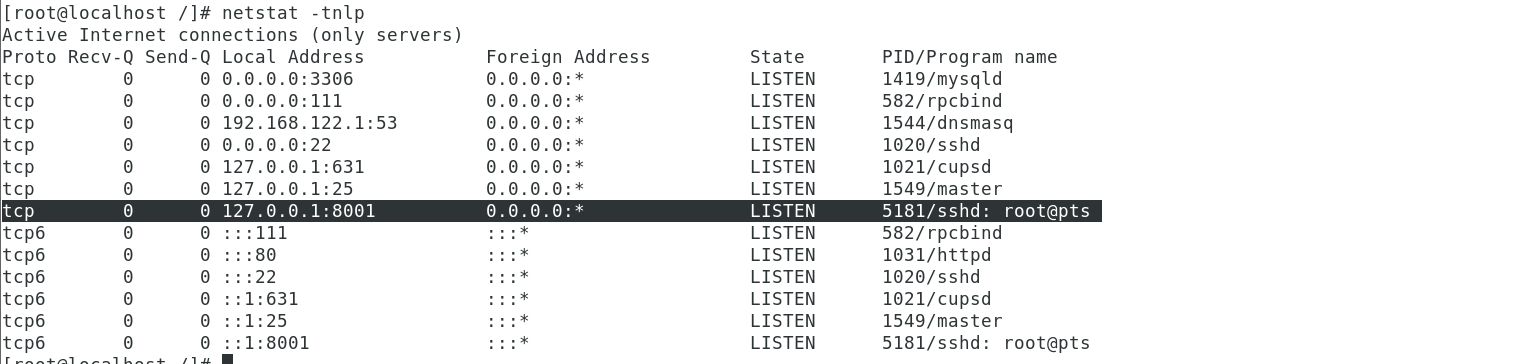 [root@localhost /]# netstat -tnlp
Active Internet connections (only servers)
Proto Recv-Q Send-Q Local Address           Foreign Address         State       PID/Program name
tcp        0      0 0.0.0.0:3306            0.0.0.0:*               LISTEN      1419/mysqld
tcp        0      0 0.0.0.0:111             0.0.0.0:*               LISTEN      582/rpcbind
tcp        0      0 192.168.122.1:53        0.0.0.0:*               LISTEN      1544/dnsmasq
tcp        0      0 0.0.0.0:22              0.0.0.0:*               LISTEN      1020/sshd
tcp        0      0 127.0.0.1:631           0.0.0.0:*               LISTEN      1021/cupsd
tcp        0      0 127.0.0.1:25            0.0.0.0:*               LISTEN      1549/master
tcp        0      0 127.0.0.1:8001          0.0.0.0:*               LISTEN      5181/sshd: root@pts
tcp6       0      0 :::111                  :::*                    LISTEN      582/rpcbind
tcp6       0      0 :::80                   :::*                    LISTEN      1031/httpd
tcp6       0      0 :::22                   :::*                    LISTEN      1020/sshd
tcp6       0      0 ::1:631                 :::*                    LISTEN      1021/cupsd
tcp6       0      0 ::1:25                  :::*                    LISTEN      1549/master
tcp6       0      0 ::1:8001                :::*                    LISTEN      5181/sshd: root@pts
[root@localhost /]#